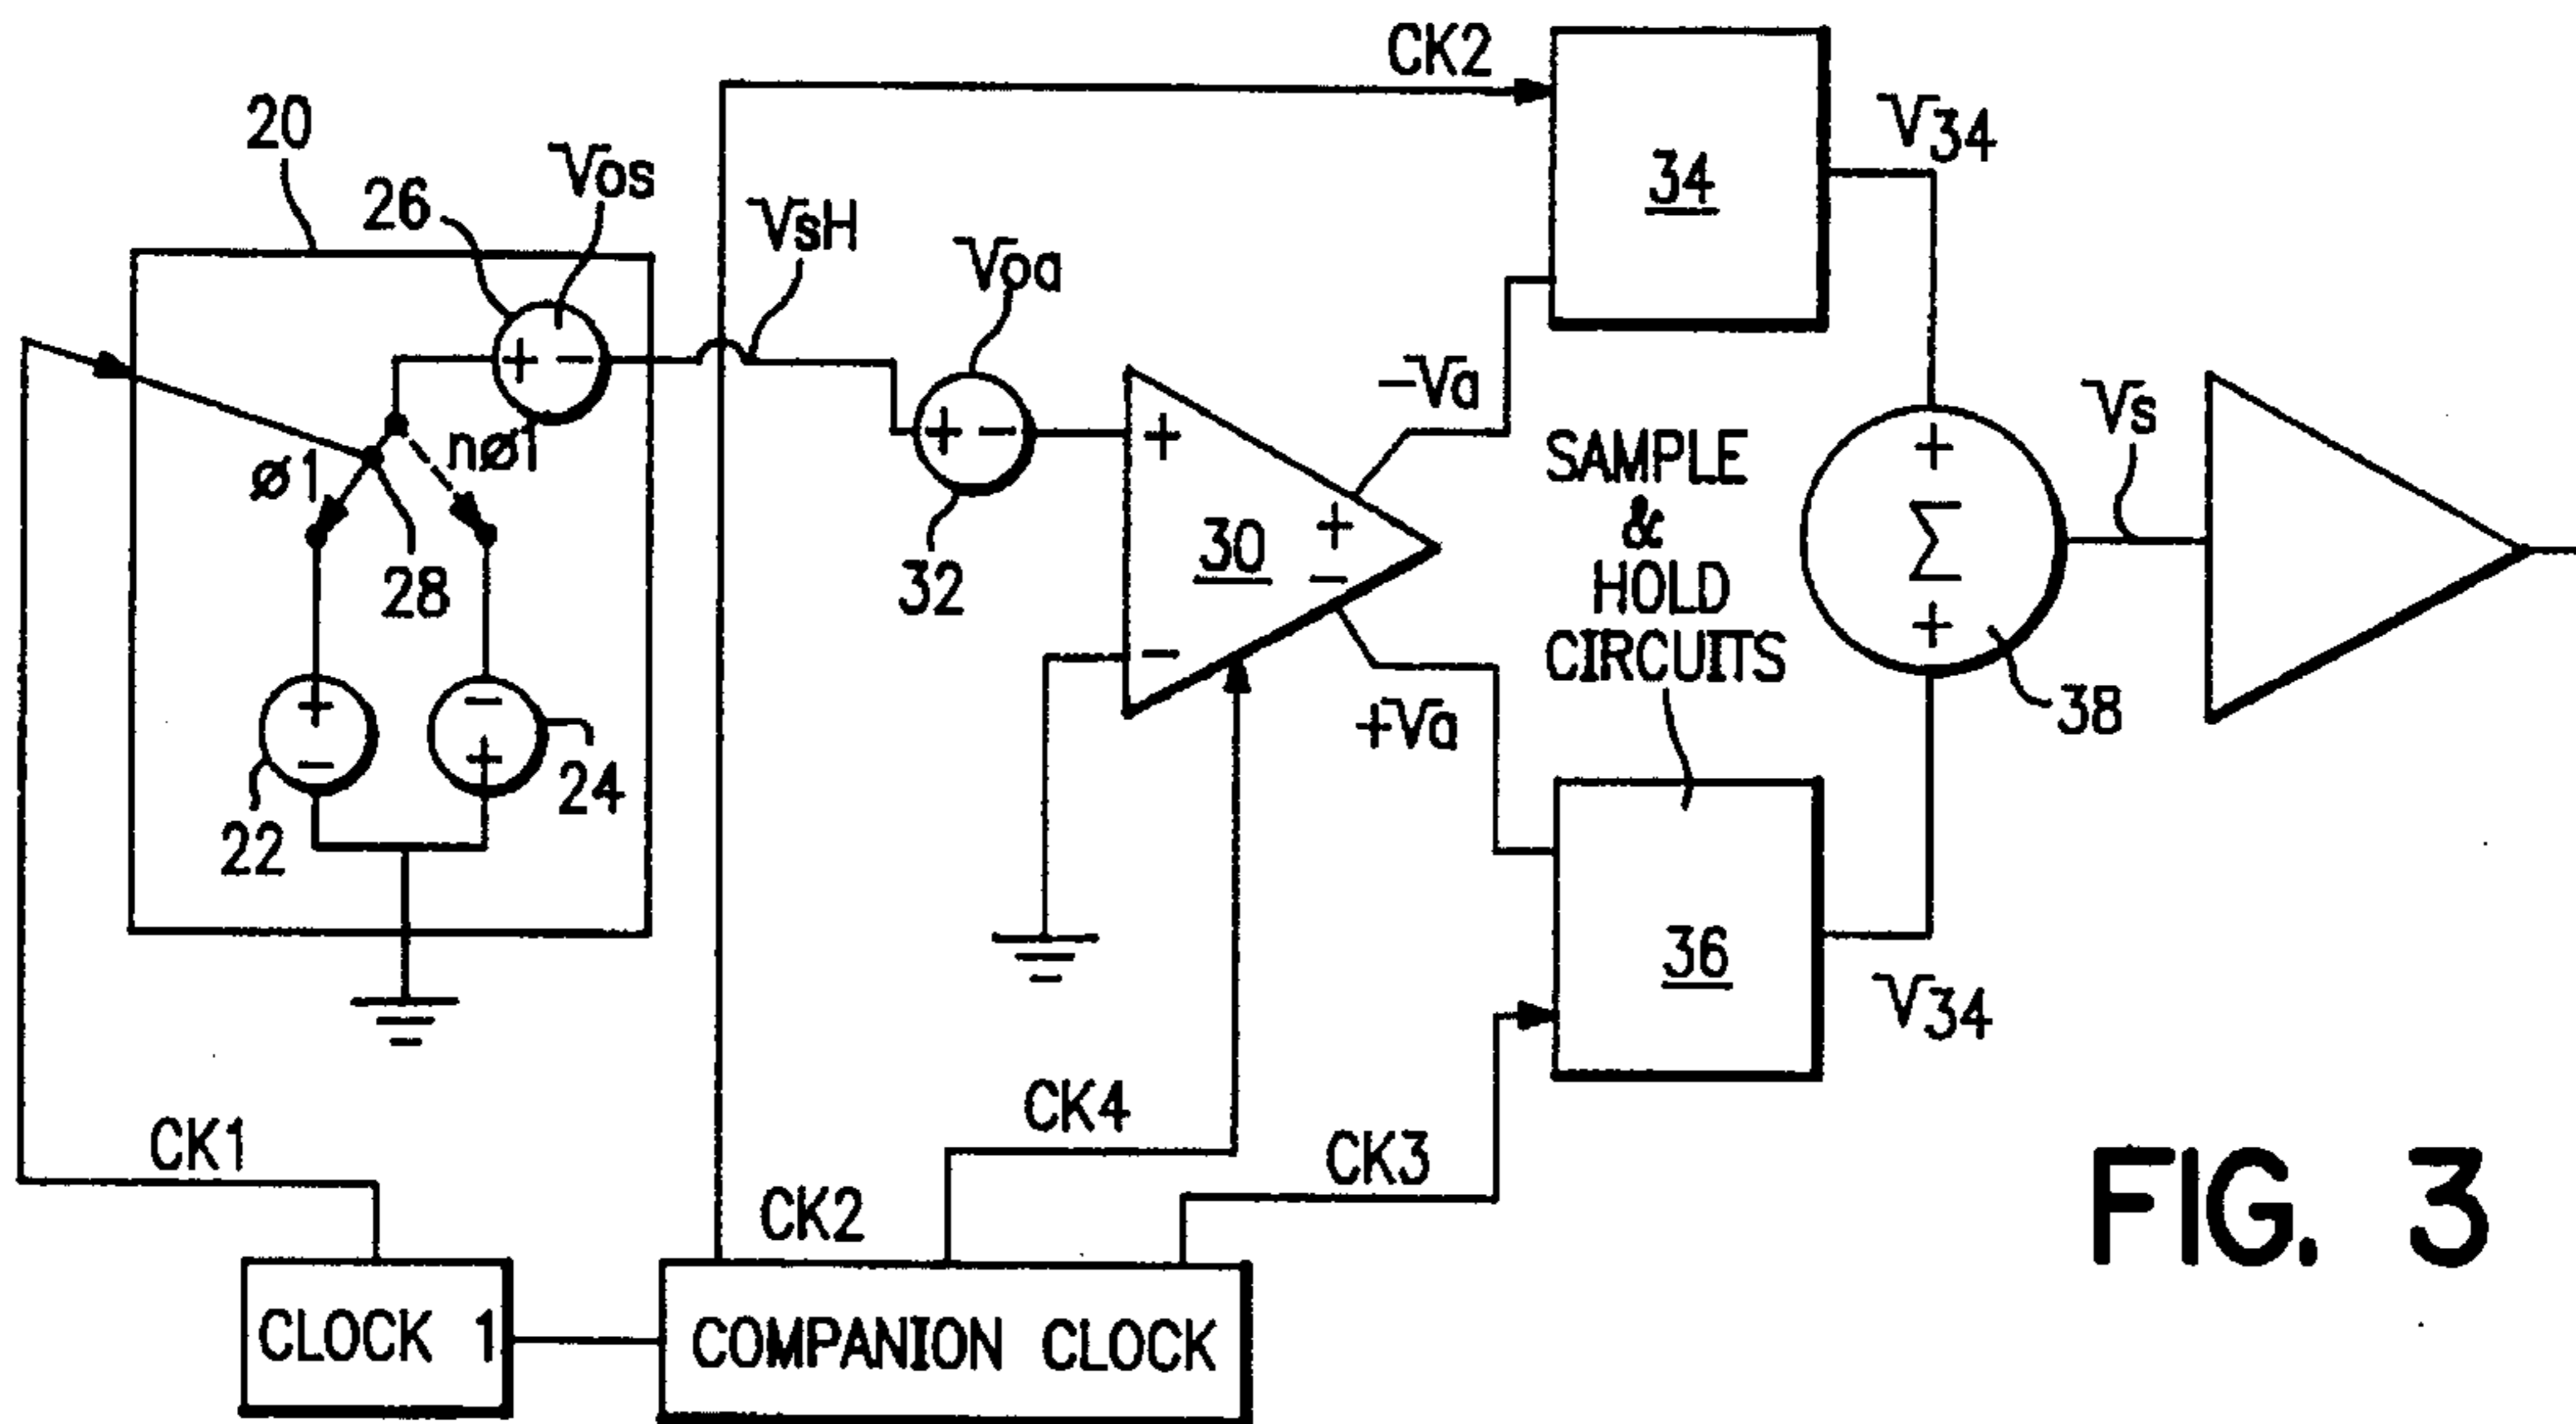 CK2
20
Vos
26
VsH
Voa
34
V34
-Va
ø1
nø1
28
32
30
+
-
+
-
SAMPLE
&
HOLD
CIRCUITS
+
Σ
+
Vs
38
+Va
+
-
-
+
22
24
36
V34
CK1
CK4
CK3
CK2
CLOCK 1
COMPANION CLOCK
+ -
+ -
FIG. 3